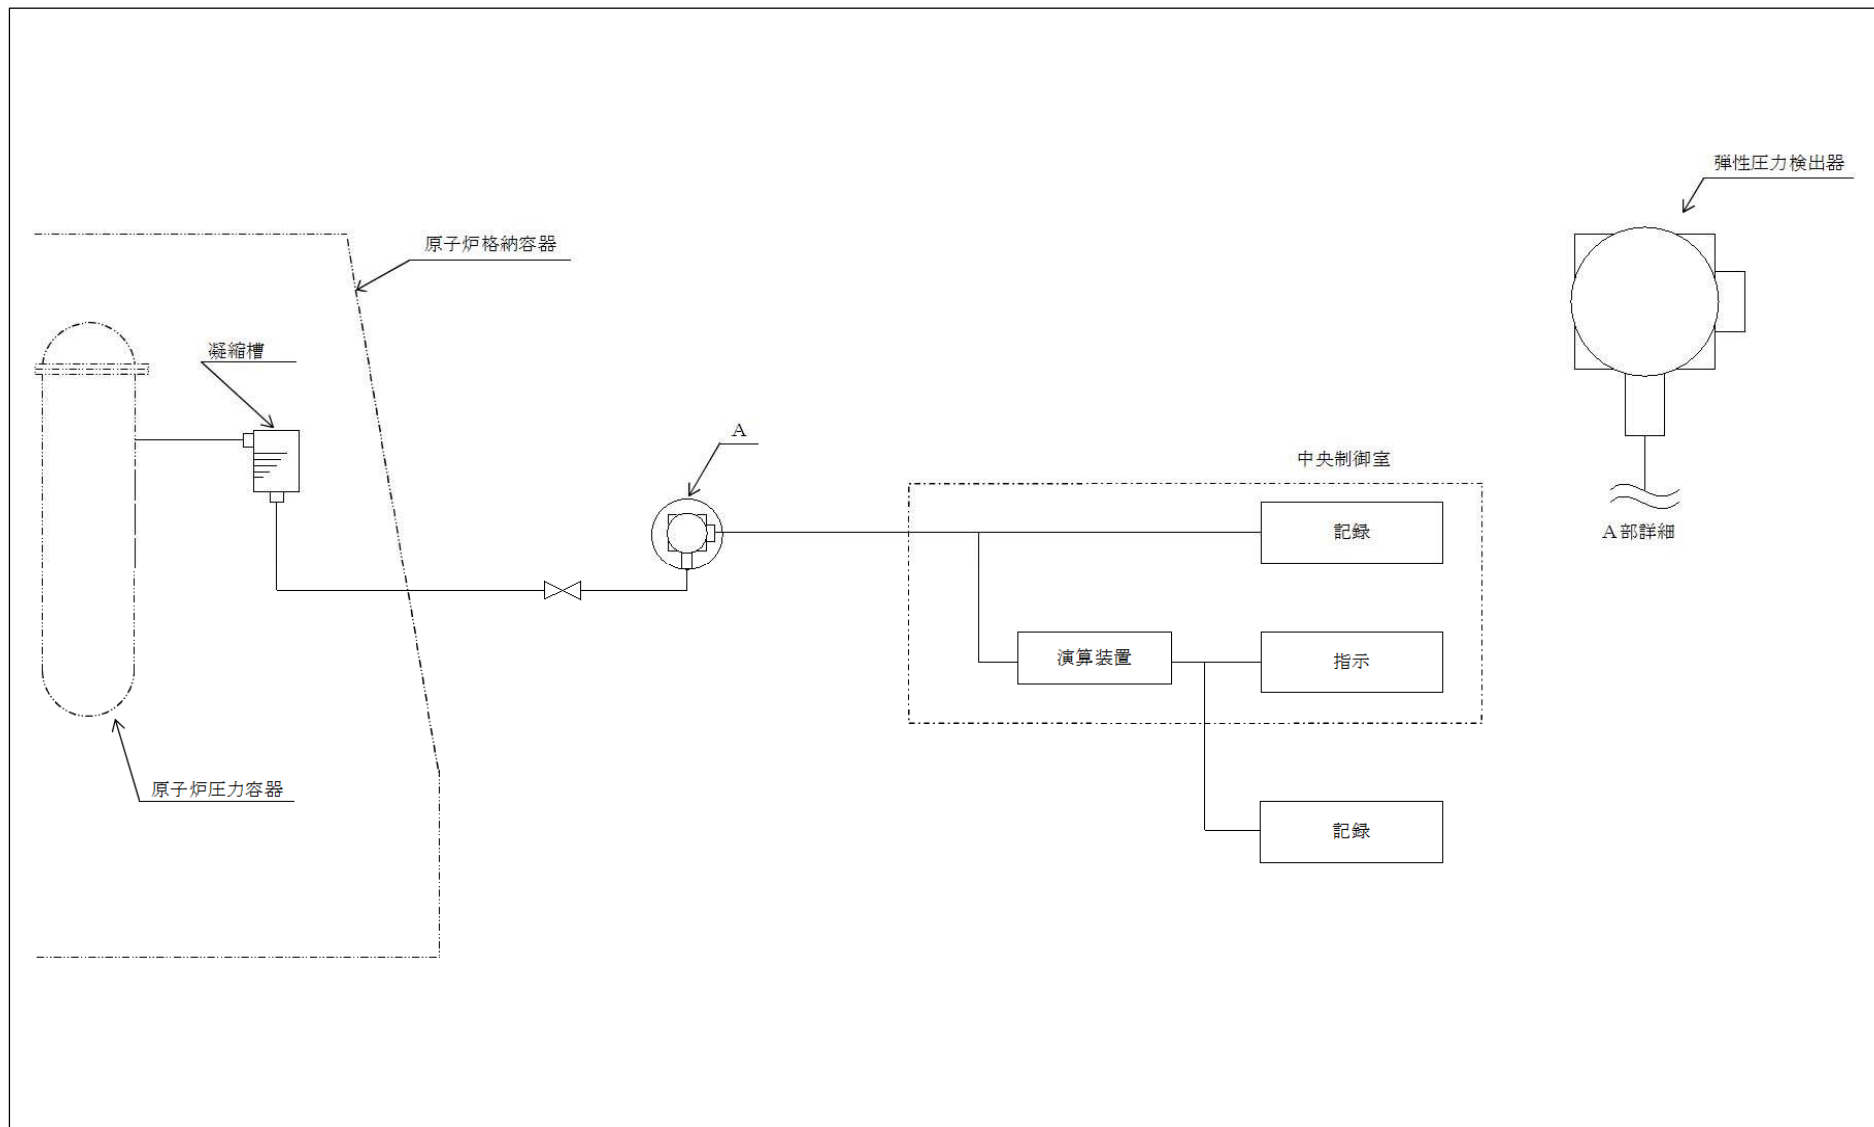 弾性圧力検出器
原子炉格納容器
凝縮槽
A
中央制御室
記録
A部詳細
演算装置
指示
原子炉圧力容器
記録